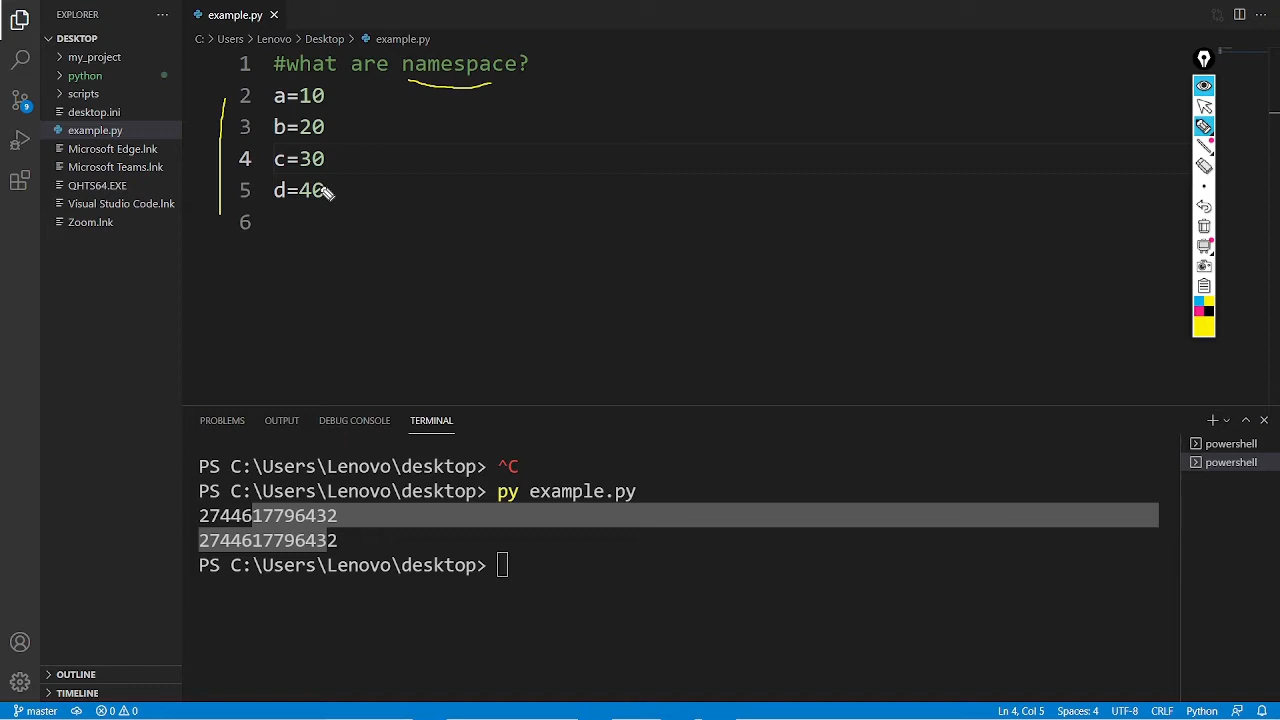 EXPLORER
···
example.py
DESKTOP
C: > Users > Lenovo > Desktop > example.py
my_project
python
scripts
desktop.ini
example.py
Microsoft Edge.lnk
Microsoft Teams.lnk
QHTS64.EXE
Visual Studio Code.lnk
Zoom.lnk
1 #what are namespace?
2 a=10
3 b=20
4 c=30
5 d=40
6
9
PROBLEMS OUTPUT DEBUG CONSOLE TERMINAL
powershell
powershell
PS C:\Users\Lenovo\desktop> ^C
PS C:\Users\Lenovo\desktop> py example.py
2744617796432
2744617796432
PS C:\Users\Lenovo\desktop>
OUTLINE
TIMELINE
master 0 0 Ln 4, Col 5 Spaces: 4 UTF-8 CRLF Python